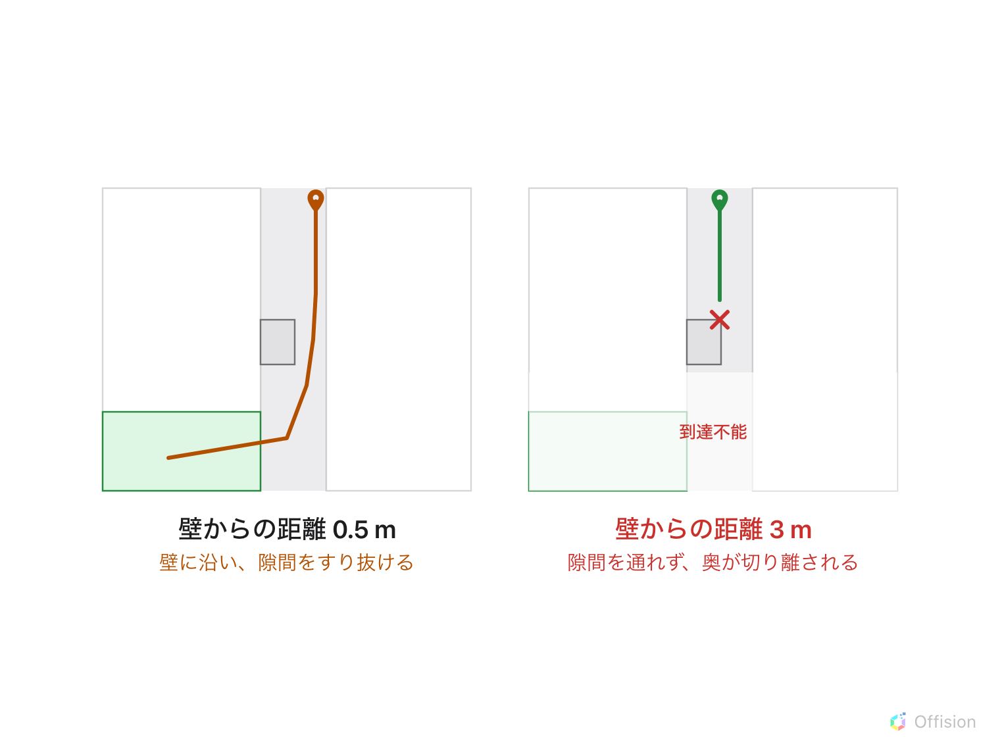 到達不能
壁からの距離 0.5 m
壁に沿い、隙間をすり抜ける
壁からの距離 3 m
隙間を通れず、奥が切り離される
Offision